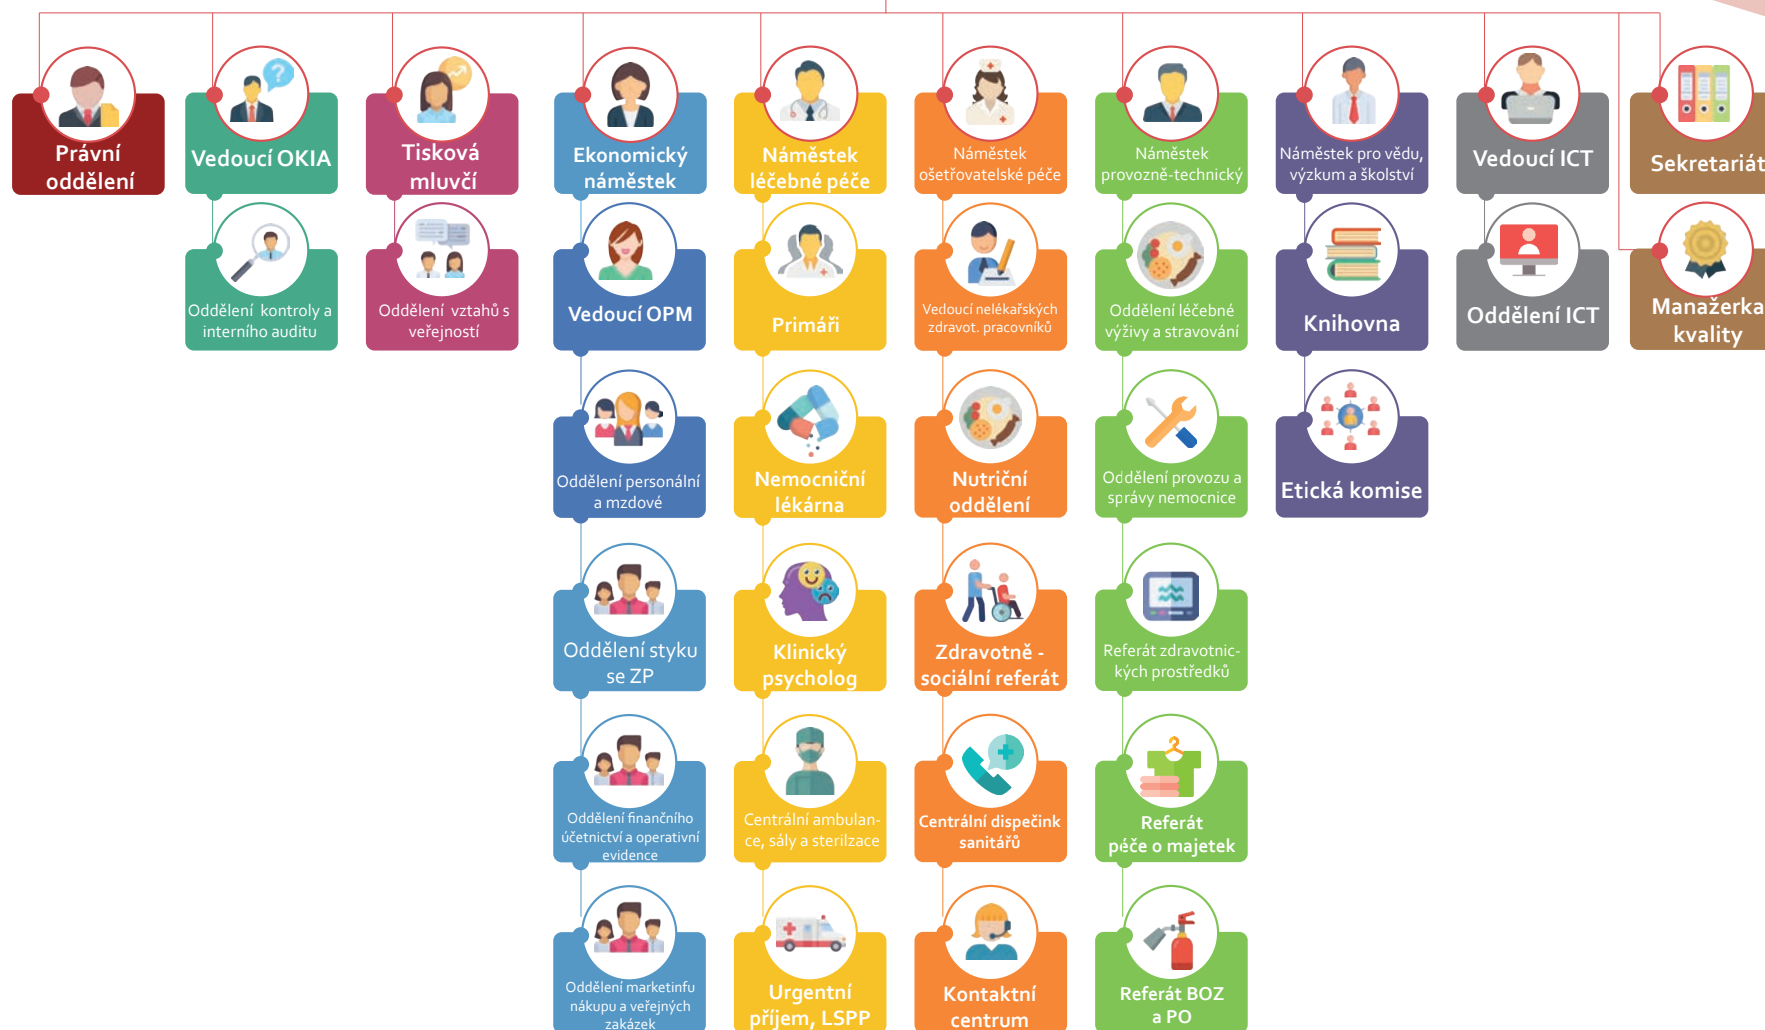 Právní
oddělení
Vedoucí OKIA
Tisková
mluvčí
Ekonomický
náměstek
Náměstek
léčebné péče
Náměstek
ošetřovatelské péče
Náměstek
provozně-technický
Náměstek pro vědu,
výzkum a školství
Vedoucí ICT
Sekretariát
Oddělení kontroly a
interního auditu
Oddělení vztahů s
veřejností
Vedoucí OPM
Primáři
Vedoucí nelékařských
zdravot. pracovníků
Oddělení léčebné
výživy a stravování
Knihovna
Oddělení ICT
Manažerka
kvality
Oddělení personální
a mzdové
Nemocniční
lékárna
Nutriční
oddělení
Oddělení provozu a
správy nemocnice
Etická komise
Oddělení styku
se ZP
Klinický
psycholog
Zdravotně -
sociální referát
Referát zdravotnic-
kých prostředků
Oddělení finančního
účetnictví a operativní
evidence
Centrální ambulan-
ce, sály a sterilzace
Centrální dispečink
sanitářů
Referát
péče o majetek
Oddělení marketinfu
nákupu a veřejných
zakázek
Urgentní
příjem, LSPP
Kontaktní
centrum
Referát BOZ
a PO